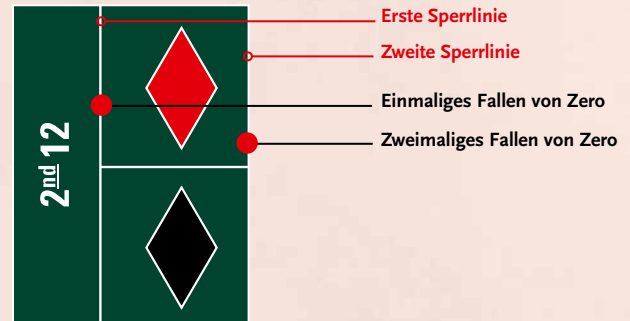 Erste Sperrlinie
Zweite Sperrlinie
Einmaliges Fallen von Zero
Zweimaliges Fallen von Zero
2nd 12